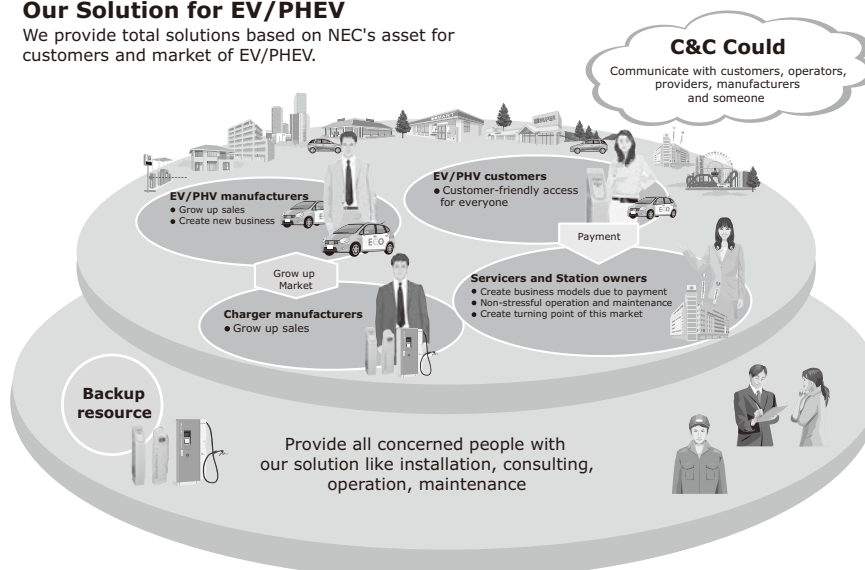 Our Solution for EV/PHEV
We provide total solutions based on NEC's asset for
customers and market of EV/PHEV.
C&C Could
Communicate with customers, operators,
providers, manufacturers
and someone
EV/PHV manufacturers
● Grow up sales
● Create new business
ECO
EV/PHV customers
● Customer-friendly access
for everyone
Payment
Grow up
Market
Servicers and Station owners
● Create business models due to payment
● Non-stressful operation and maintenance
● Create turning point of this market
Charger manufacturers
● Grow up sales
Backup
resource
Provide all concerned people with
our solution like installation, consulting,
operation, maintenance